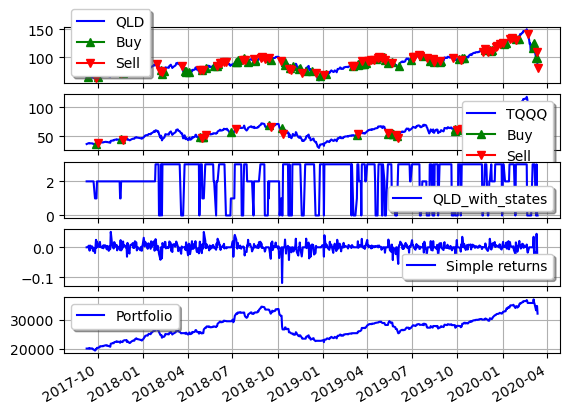 QLD
Buy
Sell
150
100
TQQQ
Buy
Sell
100
50
QLD_with_states
2
0
Simple returns
0.0
−0.1
Portfolio
30000
20000
2017-10 2018-01 2018-04 2018-07 2018-10 2019-01 2019-04 2019-07 2019-10 2020-01 2020-04